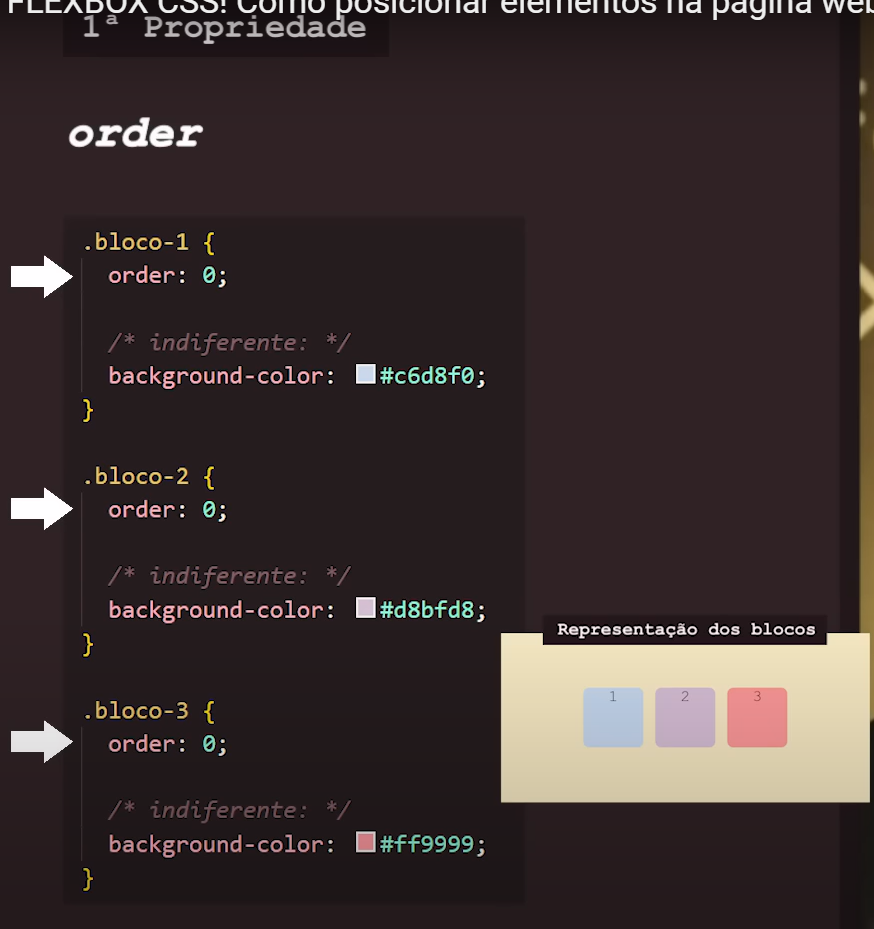 FLEXBOX CSS! Como posicionar elementos na página web
1ª Propriedade
order
.bloco-1 {
order: 0;
/* indiferente: */
background-color: #c6d8f0;
}
.bloco-2 {
order: 0;
/* indiferente: */
background-color: #d8bfd8;
}
.bloco-3 {
order: 0;
/* indiferente: */
background-color: #ff9999;
}
Representação dos blocos
1 2 3